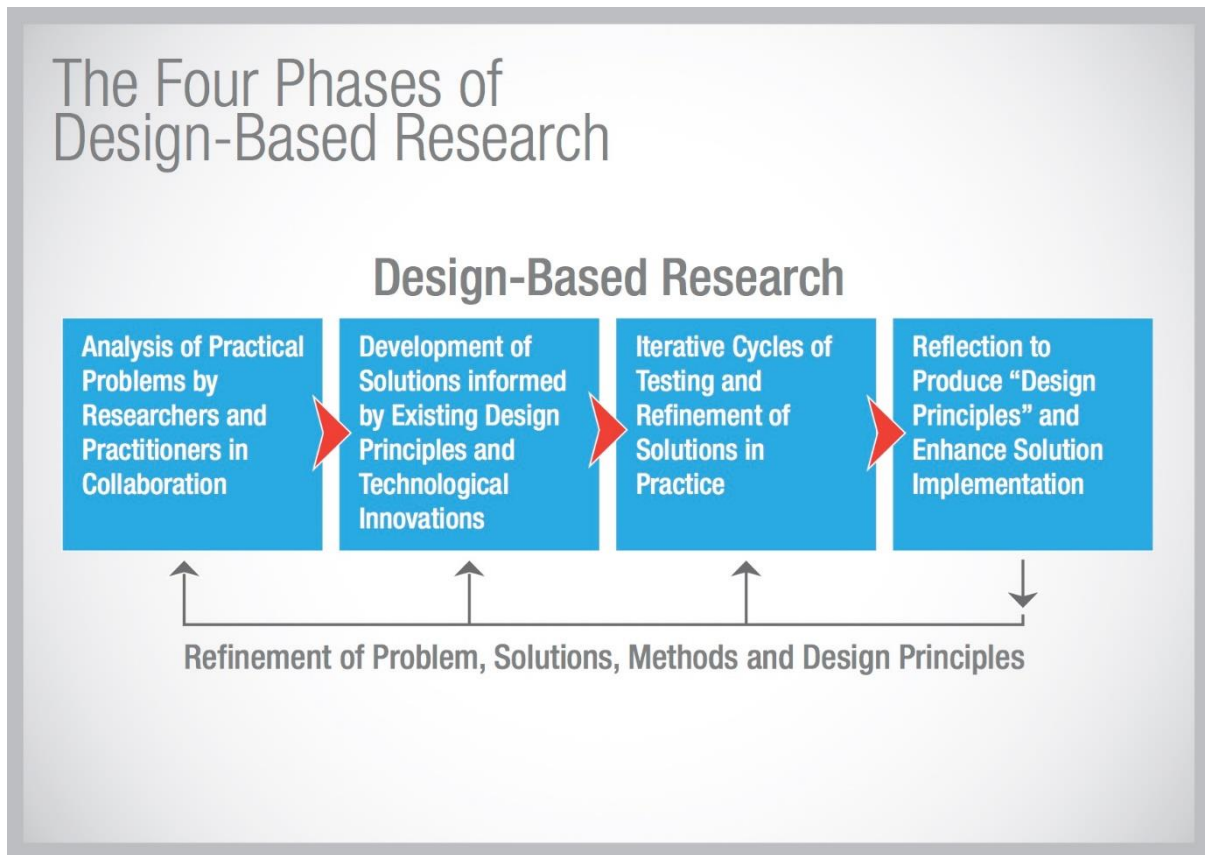 The Four Phases of
Design-Based Research
Design-Based Research
Analysis of Practical
Problems by
Researchers and
Practitioners in
Collaboration
Development of
Solutions informed
by Existing Design
Principles and
Technological
Innovations
Iterative Cycles of
Testing and
Refinement of
Solutions in
Practice
Reflection to
Produce “Design
Principles” and
Enhance Solution
Implementation
Refinement of Problem, Solutions, Methods and Design Principles